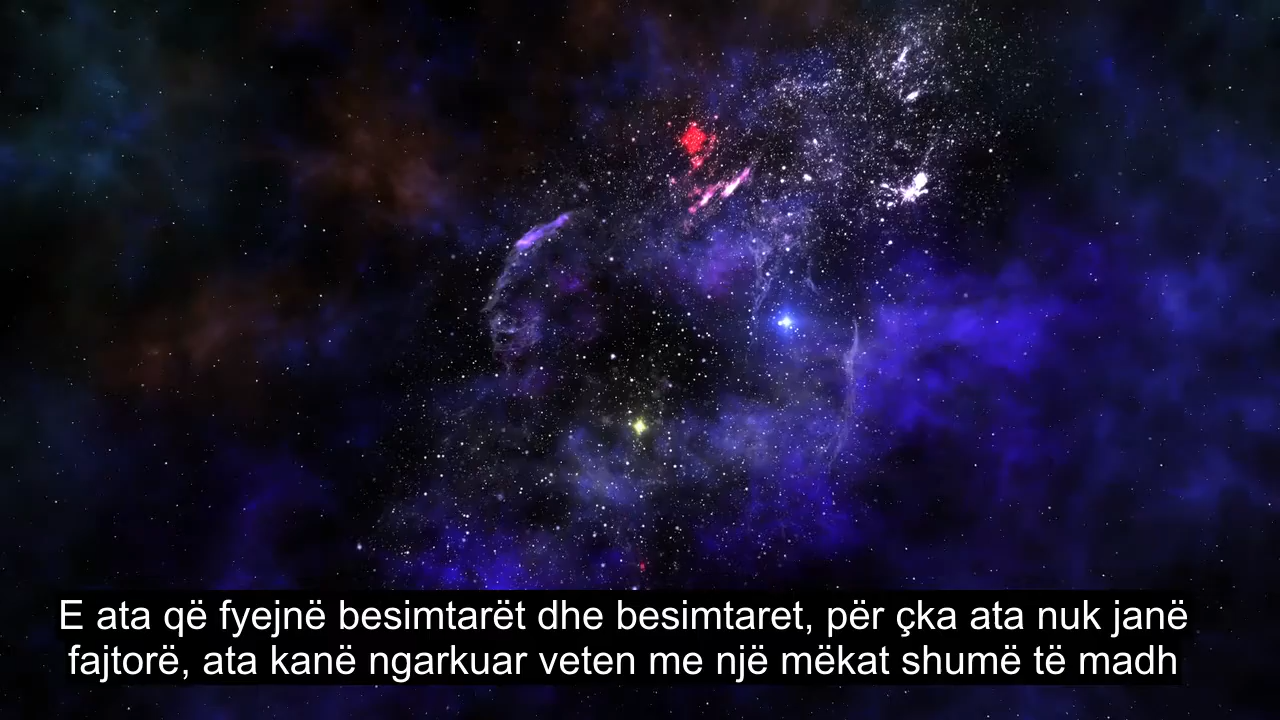 E ata që fyejnë besimtarët dhe besimtaret, për çka ata nuk janë
fajtorë, ata kanë ngarkuar veten me një mëkat shumë të madh